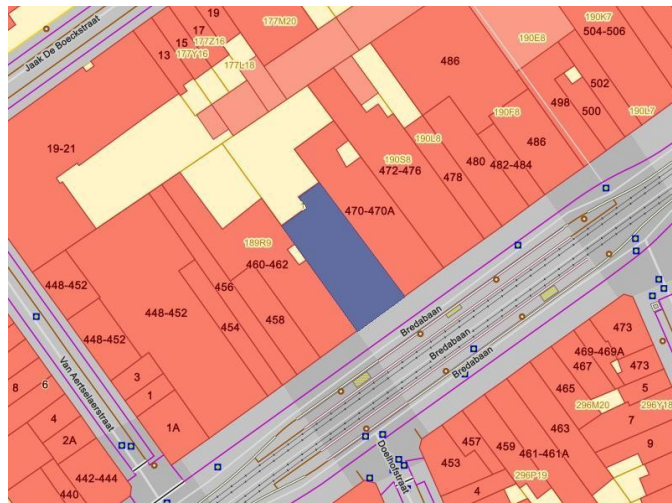 19
177M20
17
177Z16
15
177Y16
13
177L18
190K7
504-506
190E8
486
502
498
500
190L7
190F8
190L8
486
480
482-484
478
190S8
472-476
470-470A
19-21
Jaak De Boeckstraat
189R9
460-462
448-452
448-452
448-452
456
454
458
Bredabaan
Bredabaan
Bredabaan
Van Aertselaerstraat
3
1
1A
8
6
4
2A
442-444
440
Doelhofstraat
473
469-469A
467
473
465
5
296M20
296Y18
463
7
457
459
9
453
461-461A
4
296P19